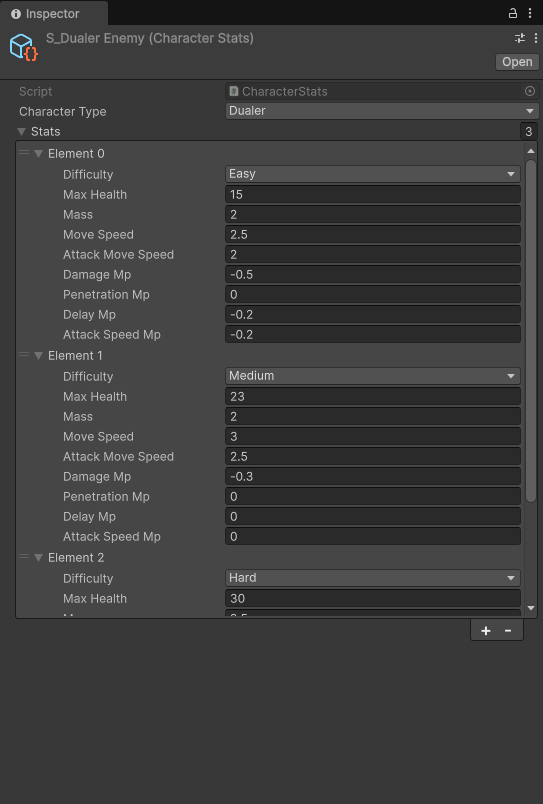 Inspector
S_Dualer Enemy (Character Stats)
Open
Script CharacterStats
Character Type Dualer
Stats 3
Element 0
Difficulty Easy
Max Health 15
Mass 2
Move Speed 2.5
Attack Move Speed 2
Damage Mp -0.5
Penetration Mp 0
Delay Mp -0.2
Attack Speed Mp -0.2
Element 1
Difficulty Medium
Max Health 23
Mass 2
Move Speed 3
Attack Move Speed 2.5
Damage Mp -0.3
Penetration Mp 0
Delay Mp 0
Attack Speed Mp 0
Element 2
Difficulty Hard
Max Health 30
+ -